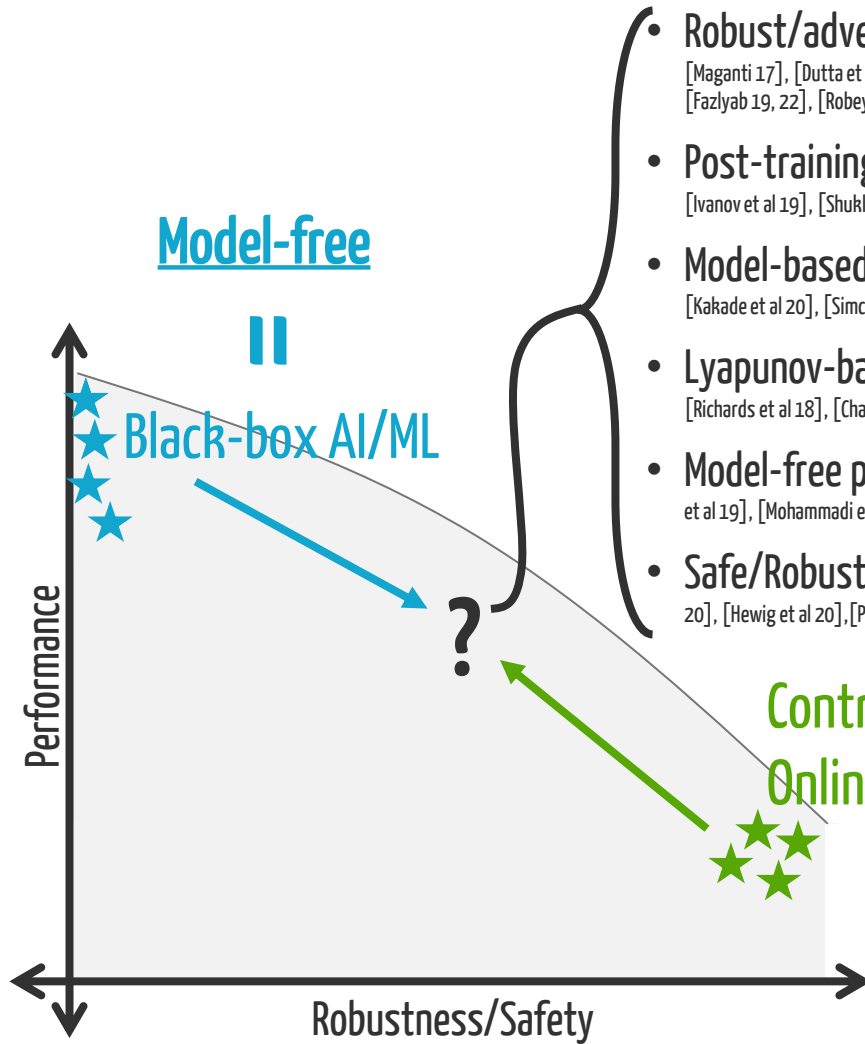 • Robust/adve
[Maganti 17], [Dutta et
[Fazlyab 19, 22], [Robey
• Post-training
[Ivanov et al 19], [Shukl
• Model-based
[Kakade et al 20], [Simc
• Lyapunov-ba
[Richards et al 18], [Cha
• Model-free p
et al 19], [Mohammadi e
• Safe/Robust
20], [Hewig et al 20],[P
Model-free
=
Black-box AI/ML
?
Contr
Onlin
Performance
Robustness/Safety